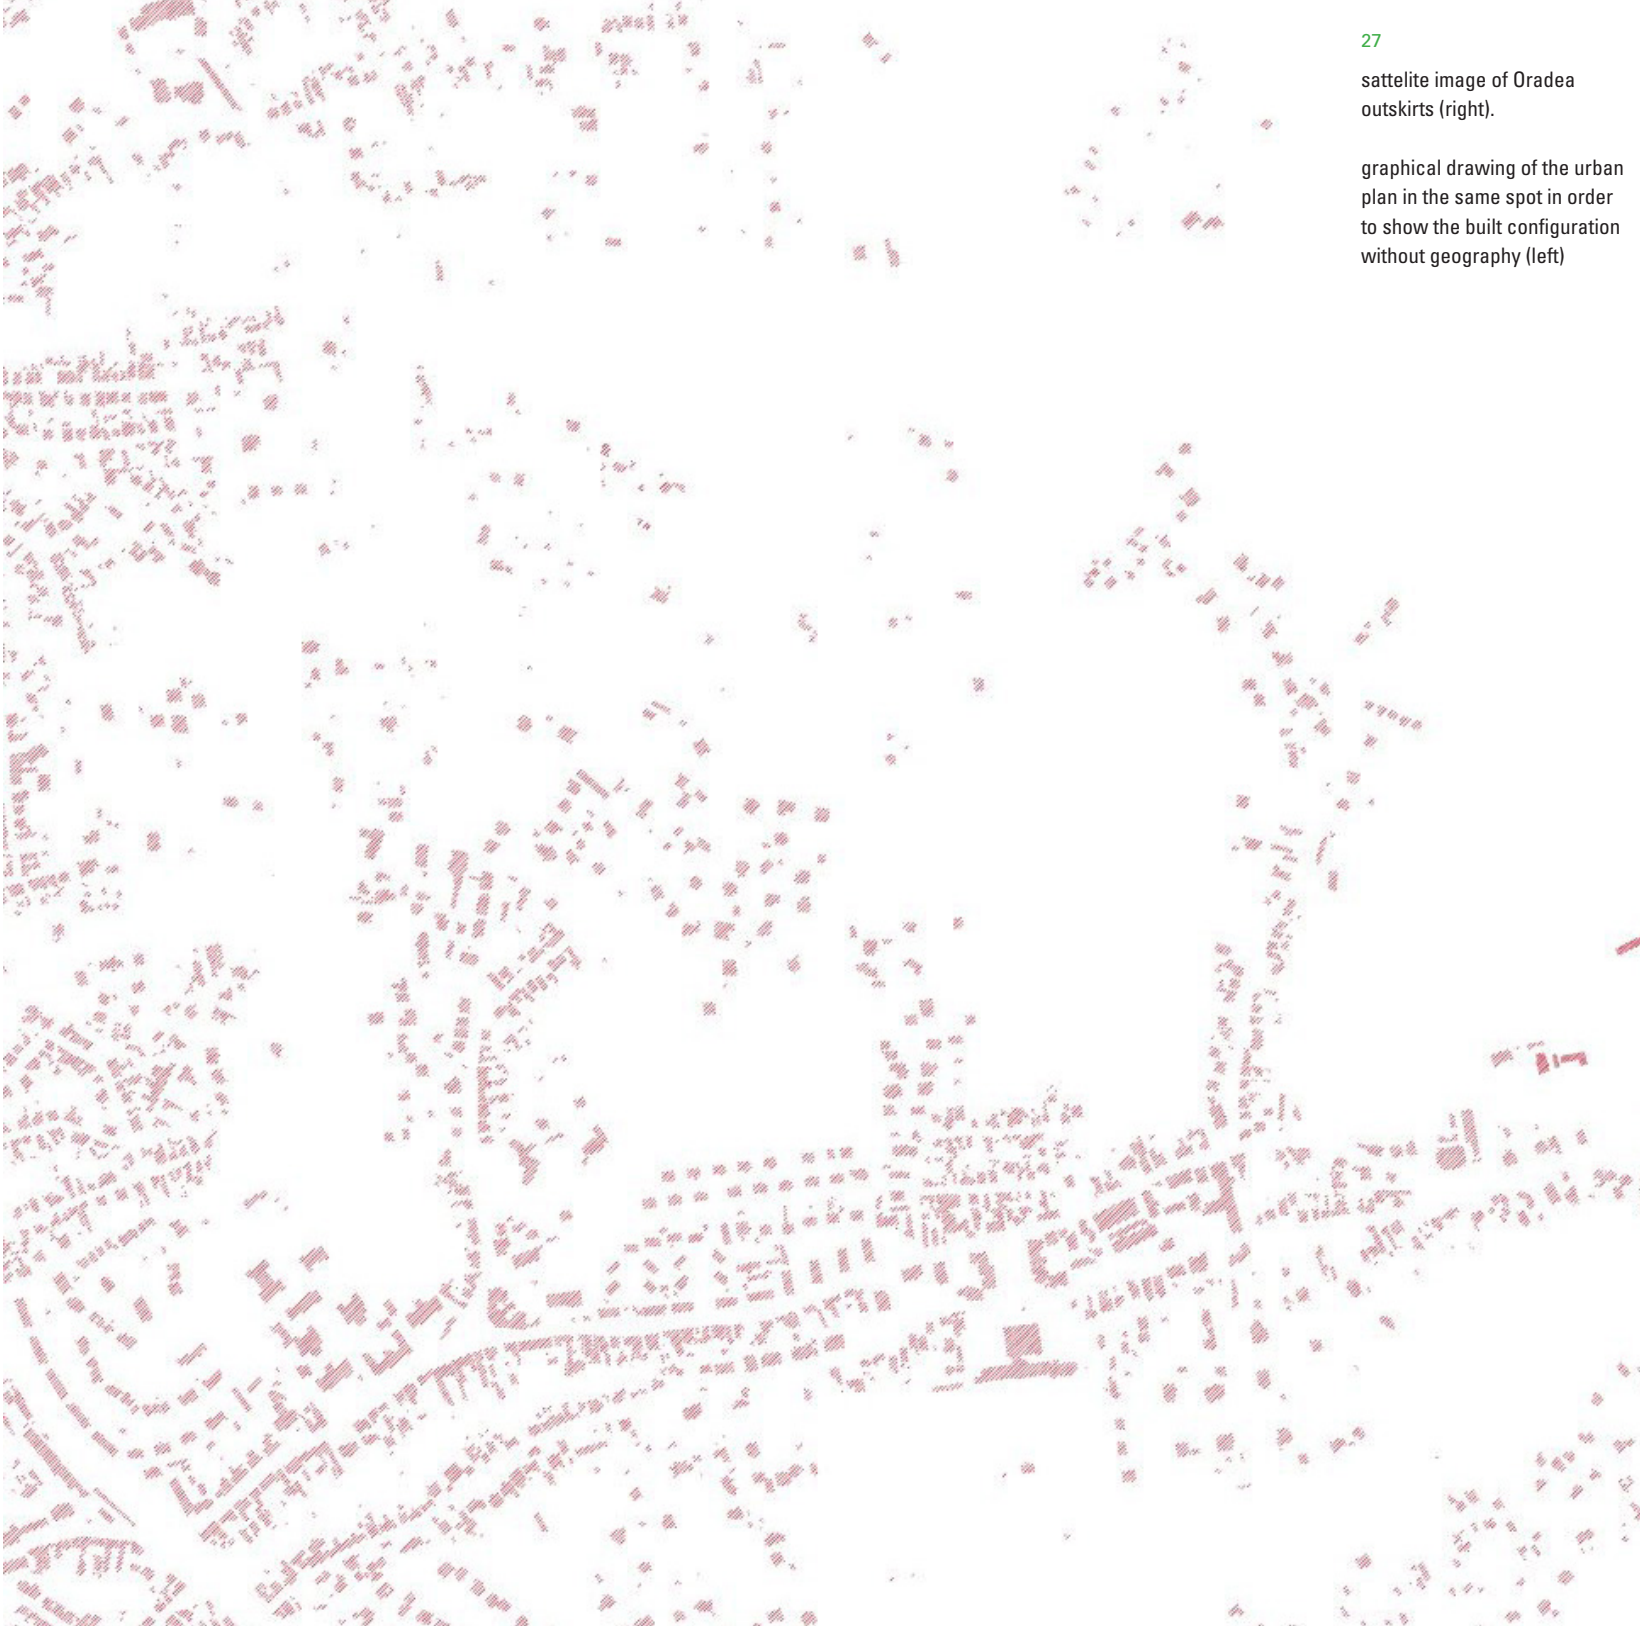 27
sattelite image of Oradea
outskirts (right).
graphical drawing of the urban
plan in the same spot in order
to show the built configuration
without geography (left)